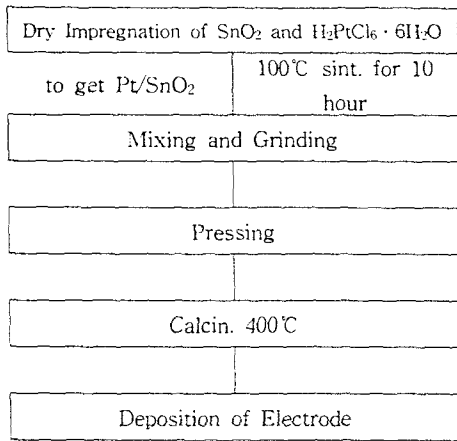 Dry Impregnation of SnO₂ and H₂PtCl₆ · 6H₂O
to get Pt/SnO₂
100℃ sint. for 10
hour
Mixing and Grinding
Pressing
Calcin. 400℃
Deposition of Electrode